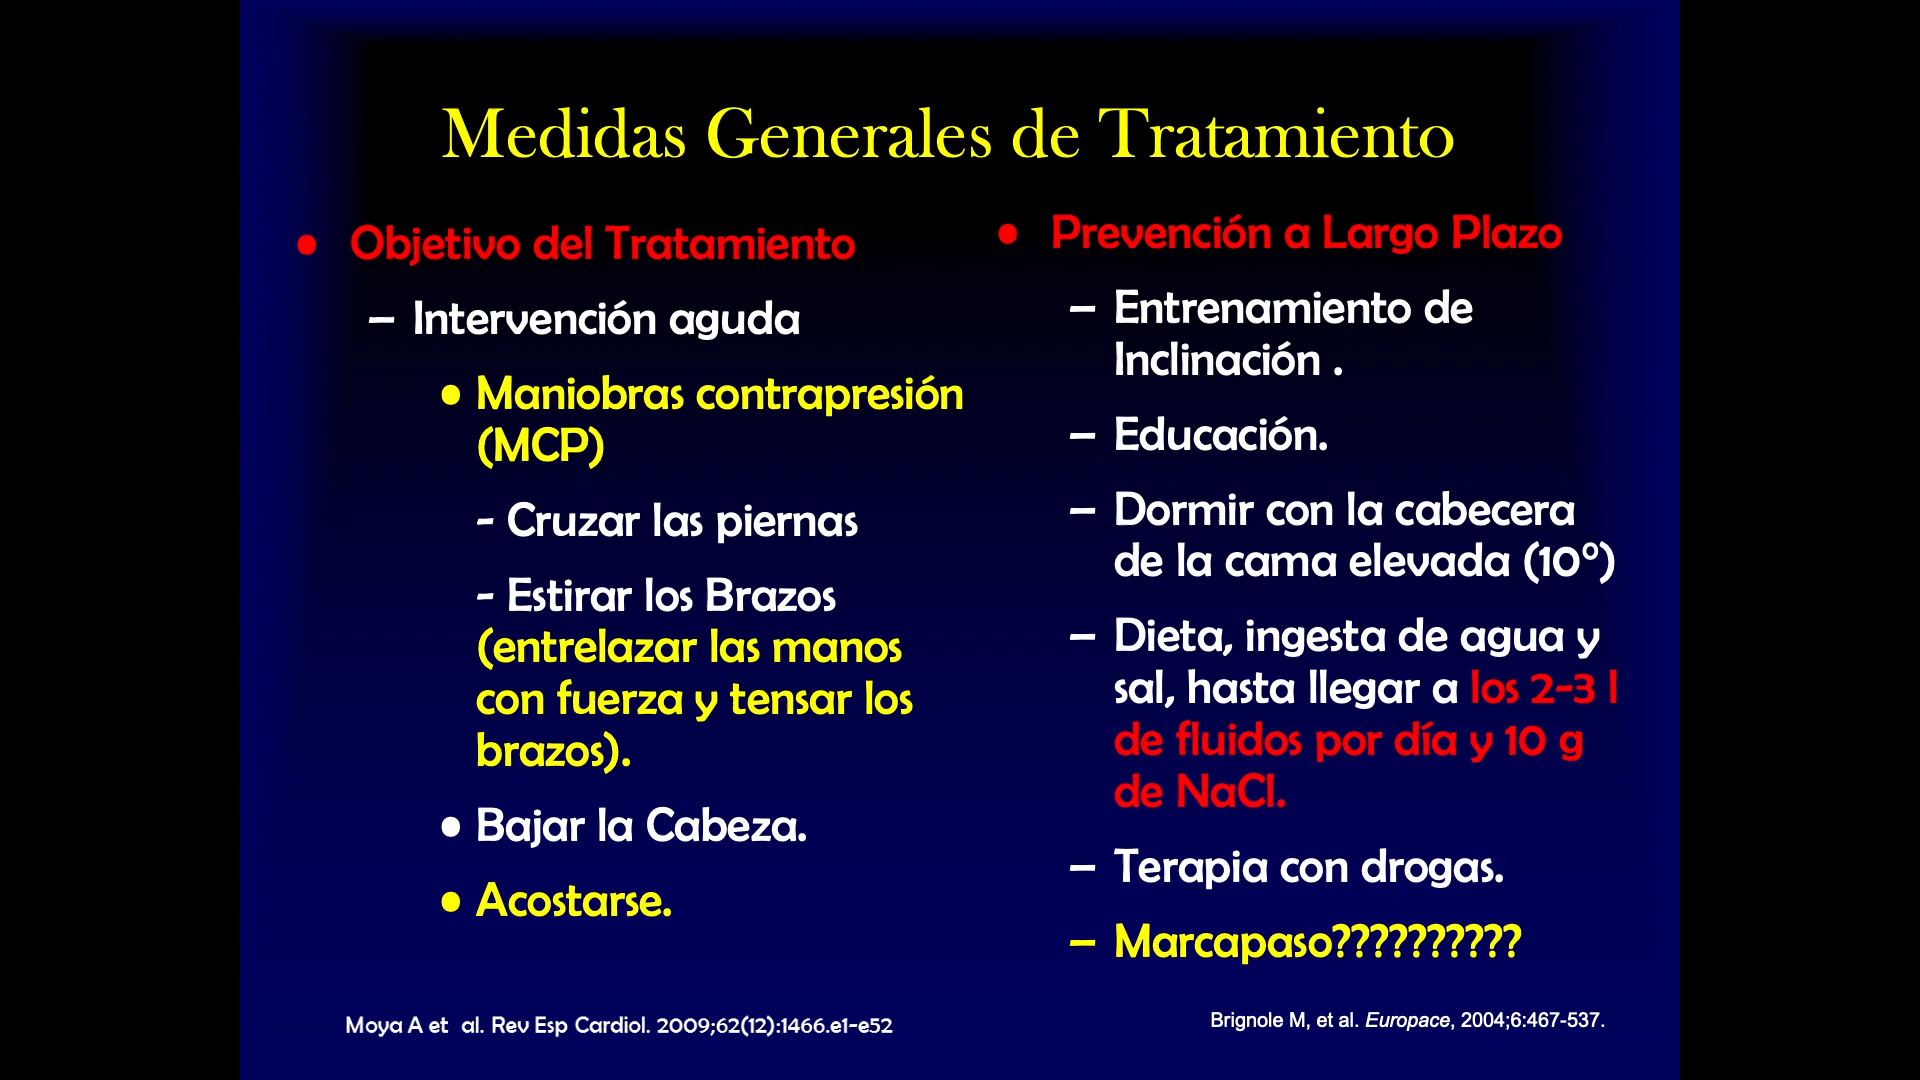 Medidas Generales de Tratamiento
• Objetivo del Tratamiento
– Intervención aguda
• Maniobras contrapresión
(MCP)
- Cruzar las piernas
- Estirar los Brazos
(entrelazar las manos
con fuerza y tensar los
brazos).
• Bajar la Cabeza.
• Acostarse.
• Prevención a Largo Plazo
– Entrenamiento de
Inclinación .
– Educación.
– Dormir con la cabecera
de la cama elevada (10º)
– Dieta, ingesta de agua y
sal, hasta llegar a los 2-3 l
de fluidos por día y 10 g
de NaCl.
– Terapia con drogas.
– Marcapaso??????????
Moya A et  al. Rev Esp Cardiol. 2009;62(12):1466.e1-e52
Brignole M, et al. Europace, 2004;6:467-537.